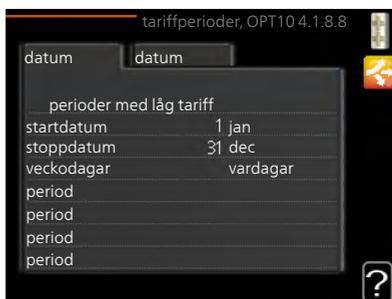 tariffperioder, OPT10 4.1.8.8
datum datum
perioder med låg tariff
startdatum 1 jan
stoppdatum 31 dec
veckodagar vardagar
period
period
period
period
?